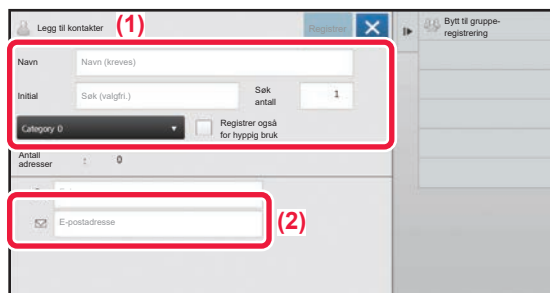 Legg til kontakter
(1)
Registrer
Bytt til gruppe-
registrering
Navn
Navn (kreves)
Initial
Søk (valgfri.)
Søk
antall
1
Category 0
Registrer også
for hyppig bruk
Antall
adresser
:
0
E-postadresse
(2)